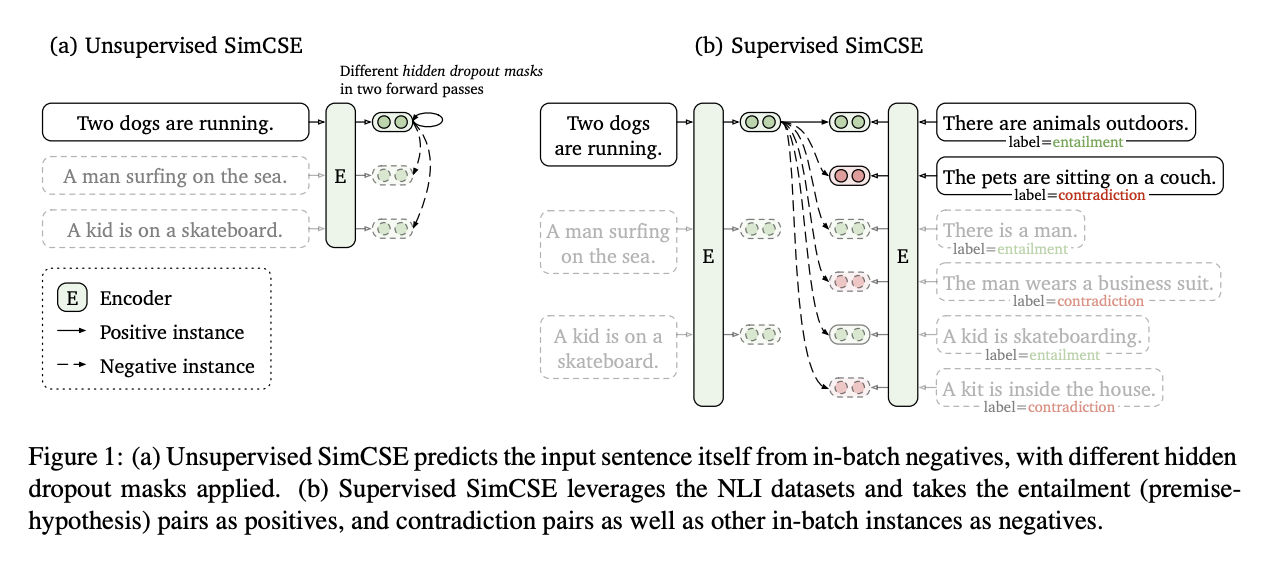 (a) Unsupervised SimCSE
Different hidden dropout masks
in two forward passes
Two dogs are running.
A man surfing on the sea.
A kid is on a skateboard.
E
E Encoder
Positive instance
Negative instance
(b) Supervised SimCSE
Two dogs
are running.
A man surfing
on the sea.
A kid is on a
skateboard.
E
E
There are animals outdoors.
label=entailment
The pets are sitting on a couch.
label=contradiction
There is a man.
label=entailment
The man wears a business suit.
label=contradiction
A kid is skateboarding.
label=entailment
A kit is inside the house.
label=contradiction
Figure 1: (a) Unsupervised SimCSE predicts the input sentence itself from in-batch negatives, with different hidden
dropout masks applied. (b) Supervised SimCSE leverages the NLI datasets and takes the entailment (premise-
hypothesis) pairs as positives, and contradiction pairs as well as other in-batch instances as negatives.